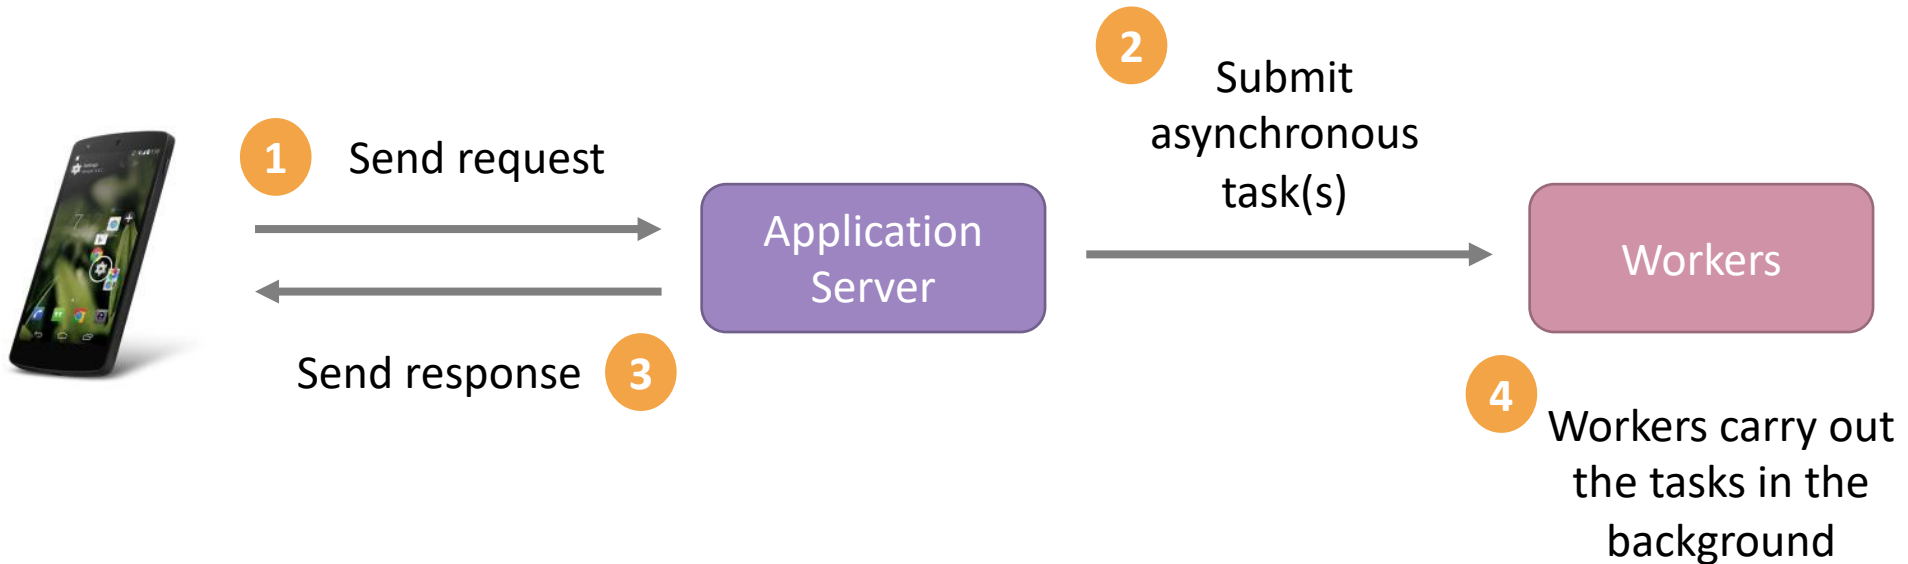 1
Send request
2
Submit
asynchronous
task(s)
Application
Server
Workers
Send response
3
4
Workers carry out
the tasks in the
background